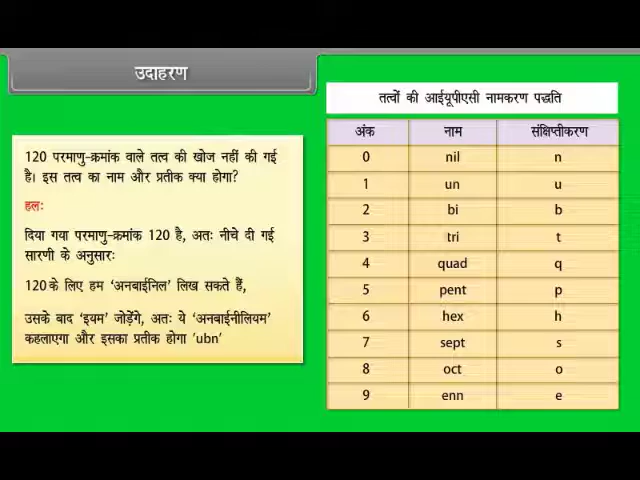 उदाहरण
120 परमाणु-क्रमांक वाले तत्व की खोज नहीं की गई
है। इस तत्व का नाम और प्रतीक क्या होगा?
हलः
दिया गया परमाणु-क्रमांक 120 है, अतः नीचे दी गई
सारणी के अनुसारः
120 के लिए हम ‘अनबाईनिल’ लिख सकते हैं,
उसके बाद ‘इयम’ जोड़ेंगे, अतः ये ‘अनबाईनीलियम’
कहलाएगा और इसका प्रतीक होगा ‘ubn’
तत्वों की आईयूपीएसी नामकरण पद्धति
अंक नाम संक्षिप्तीकरण
0 nil n
1 un u
2 bi b
3 tri t
4 quad q
5 pent p
6 hex h
7 sept s
8 oct o
9 enn e